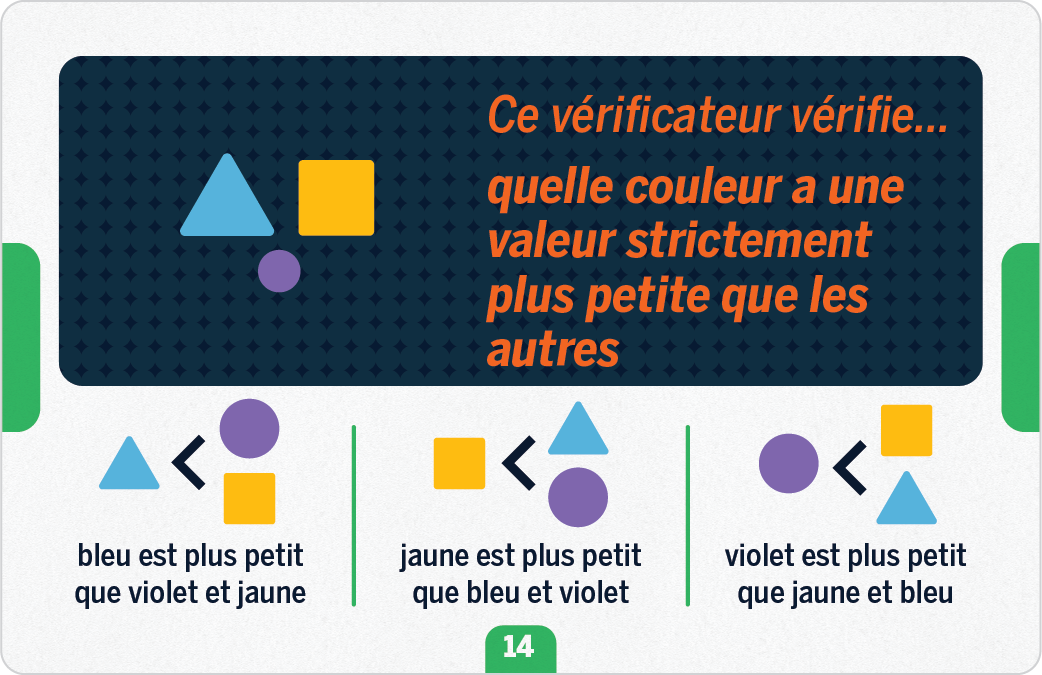 Ce vérificateur vérifie...
quelle couleur a une
valeur strictement
plus petite que les
autres
bleu est plus petit
que violet et jaune
jaune est plus petit
que bleu et violet
violet est plus petit
que jaune et bleu
14